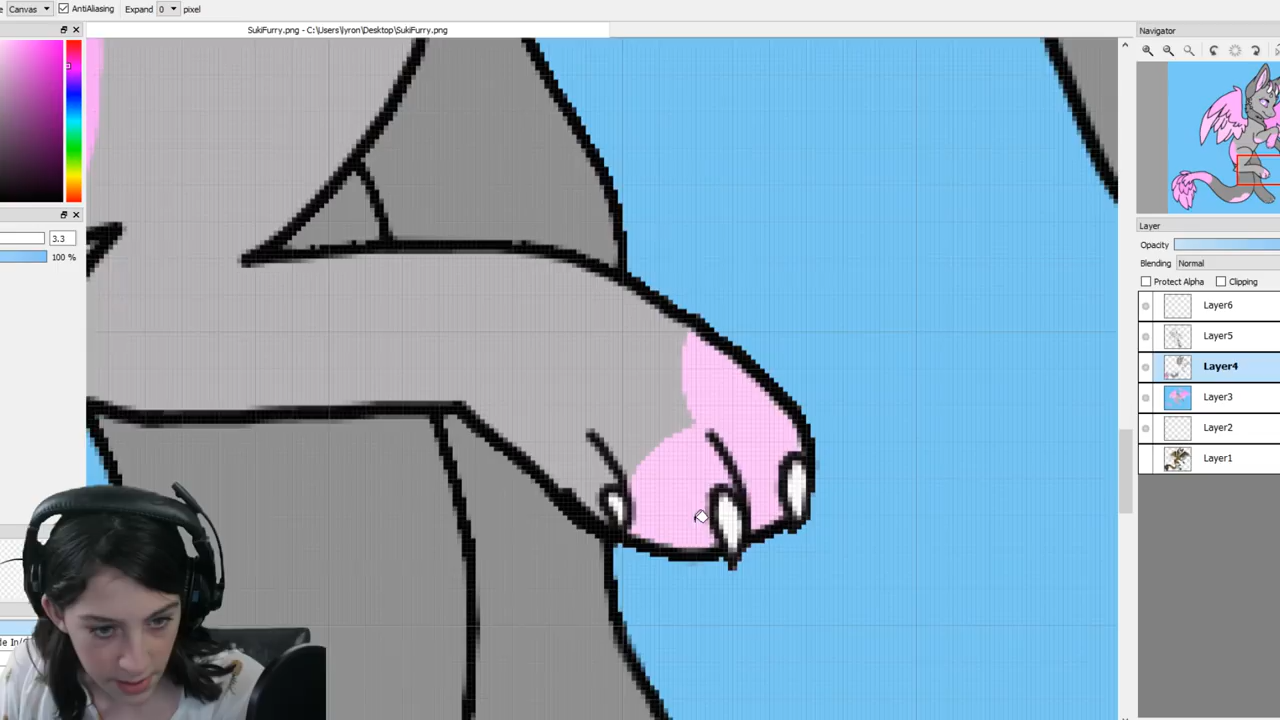 Canvas AntiAliasing Expand 0 pixel
SukiFurry.png - C:\Users\lyron\Desktop\SukiFurry.png
Navigator
3.3
100 %
Layer
Opacity
Blending Normal
Protect Alpha Clipping
Layer6
Layer5
Layer4
Layer3
Layer2
Layer1